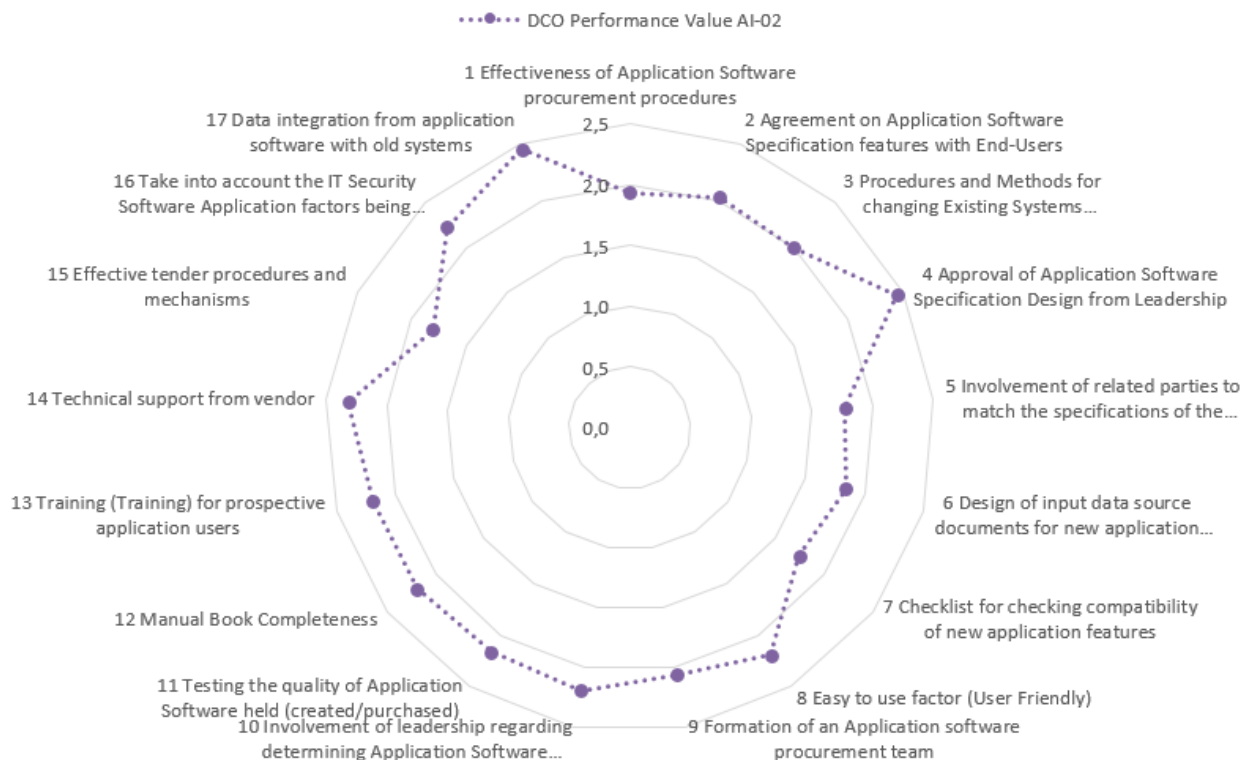 DCO Performance Value AI-02
1 Effectiveness of Application Software
procurement procedures
2 Agreement on Application Software
Specification features with End-Users
3 Procedures and Methods for
changing Existing Systems...
4 Approval of Application Software
Specification Design from Leadership
5 Involvement of related parties to
match the specifications of the...
6 Design of input data source
documents for new application...
7 Checklist for checking compatibility
of new application features
8 Easy to use factor (User Friendly)
9 Formation of an Application software
procurement team
10 Involvement of leadership regarding
determining Application Software...
11 Testing the quality of Application
Software held (created/purchased)
12 Manual Book Completeness
13 Training (Training) for prospective
application users
14 Technical support from vendor
15 Effective tender procedures and
mechanisms
16 Take into account the IT Security
Software Application factors being...
17 Data integration from application
software with old systems
2,5
2,0
1,5
1,0
0,5
0,0